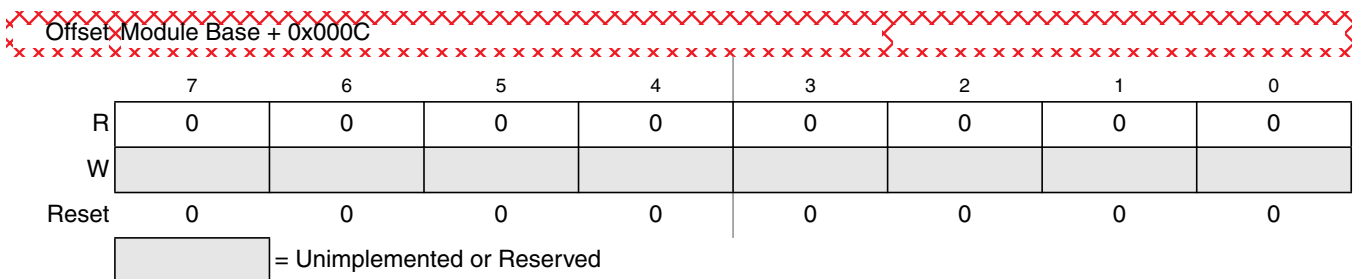 Offset Module Base + 0x000C
7 6 5 4 3 2 1 0
R 0 0 0 0 0 0 0 0
W
Reset 0 0 0 0 0 0 0 0
= Unimplemented or Reserved